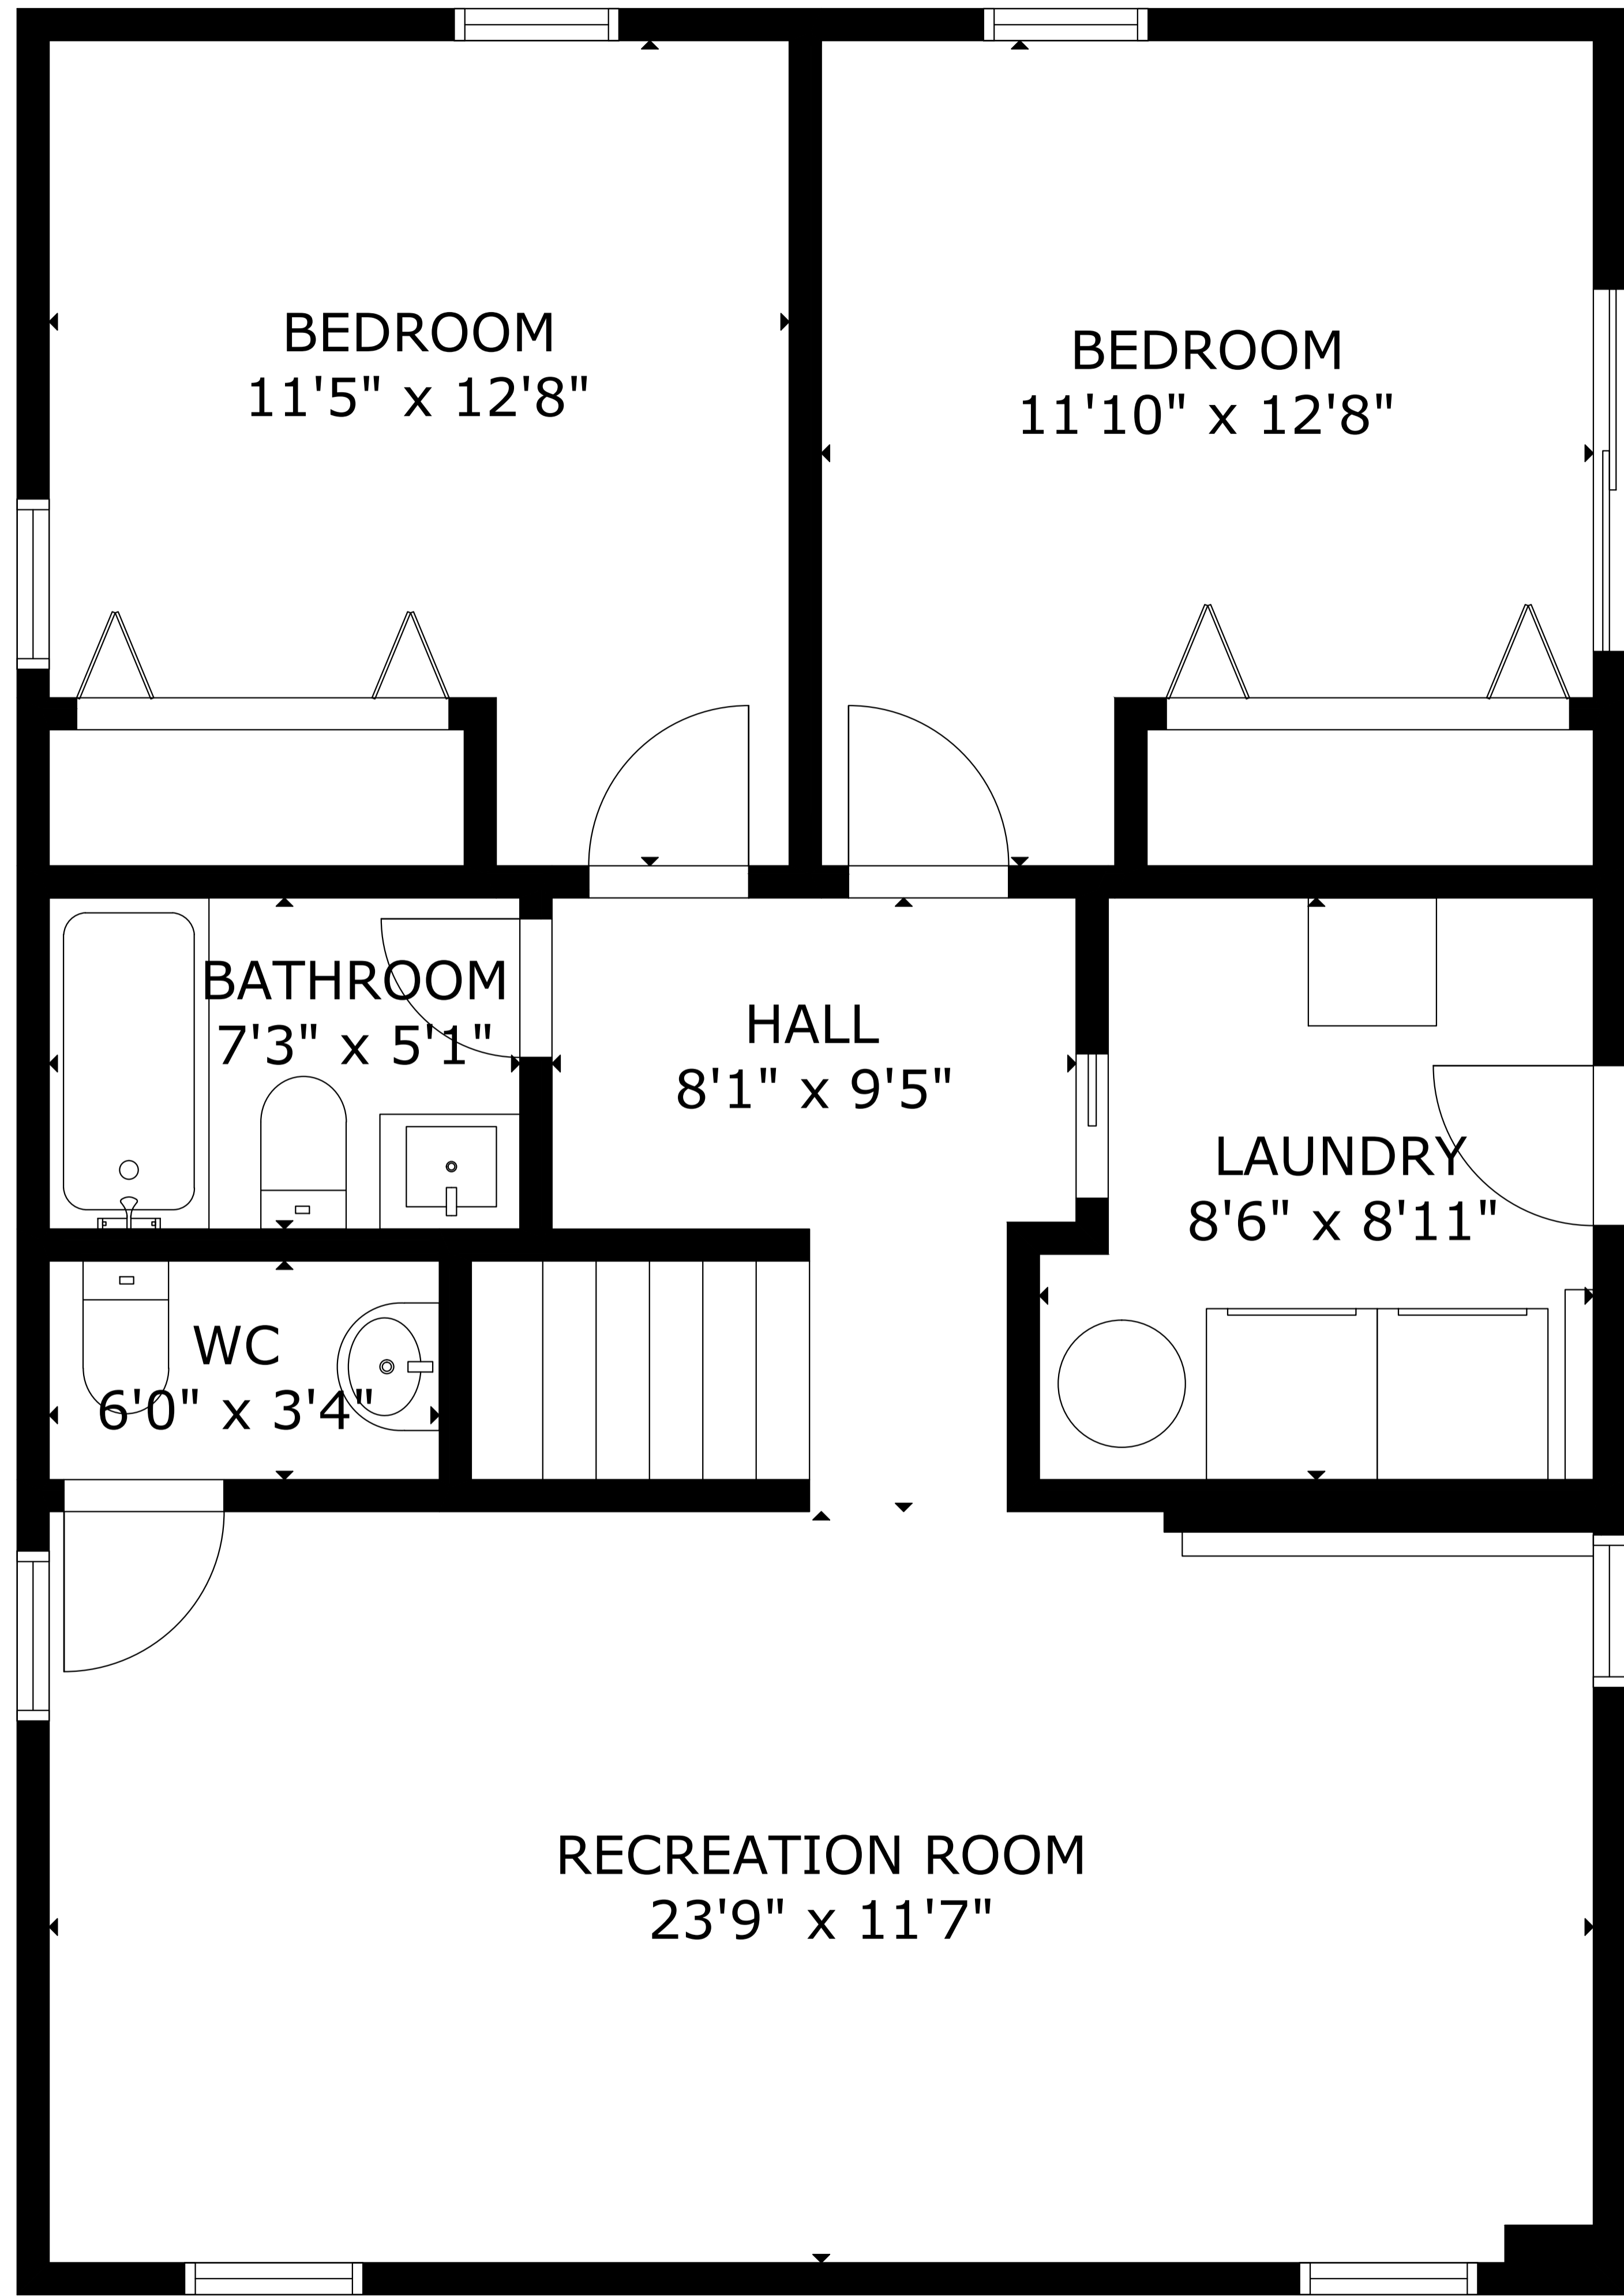 BEDROOM
11'5" x 12'8"
BEDROOM
11'10" x 12'8"
BATHROOM
7'3" x 5'1"
HALL
8'1" x 9'5"
LAUNDRY
8'6" x 8'11"
WC
6'0" x 3'4"
RECREATION ROOM
23'9" x 11'7"